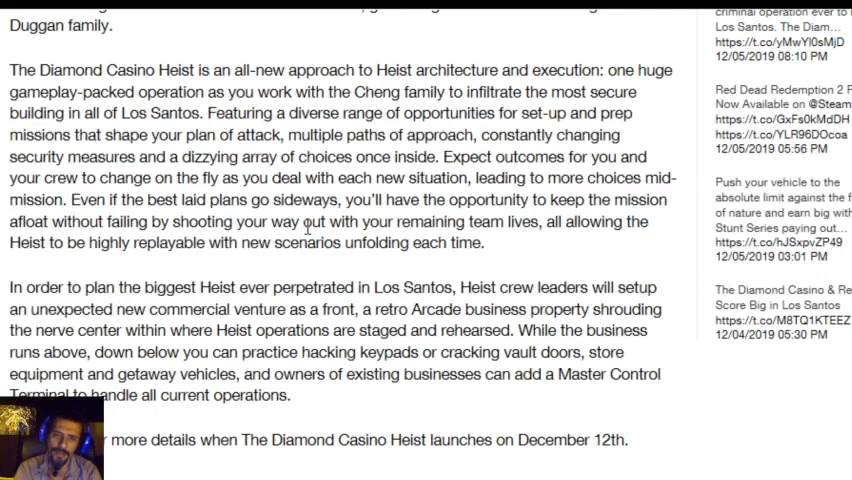 Duggan family.
The Diamond Casino Heist is an all-new approach to Heist architecture and execution: one huge
gameplay-packed operation as you work with the Cheng family to infiltrate the most secure
building in all of Los Santos. Featuring a diverse range of opportunities for set-up and prep
missions that shape your plan of attack, multiple paths of approach, constantly changing
security measures and a dizzying array of choices once inside. Expect outcomes for you and
your crew to change on the fly as you deal with each new situation, leading to more choices mid-
mission. Even if the best laid plans go sideways, you'll have the opportunity to keep the mission
afloat without failing by shooting your way out with your remaining team lives, all allowing the
Heist to be highly replayable with new scenarios unfolding each time.
In order to plan the biggest Heist ever perpetrated in Los Santos, Heist crew leaders will setup
an unexpected new commercial venture as a front, a retro Arcade business property shrouding
the nerve center within where Heist operations are staged and rehearsed. While the business
runs above, down below you can practice hacking keypads or cracking vault doors, store
equipment and getaway vehicles, and owners of existing businesses can add a Master Control
Terminal to handle all current operations.
more details when The Diamond Casino Heist launches on December 12th.
criminal operation ever to
Los Santos. The Diam...
https://t.co/yMwYI0sMjD
12/05/2019 08:10 PM
Red Dead Redemption 2
Now Available on @Steam
https://t.co/GxFs0kMdDH
https://t.co/YLR96DOcoa
12/05/2019 05:56 PM
Push your vehicle to the
absolute limit against the
of nature and earn big with
Stunt Series paying out...
https://t.co/hJSxpvZP49
12/05/2019 03:01 PM
The Diamond Casino & Re
Score Big in Los Santos
https://t.co/M8TQ1KTEEZ
12/04/2019 05:30 PM